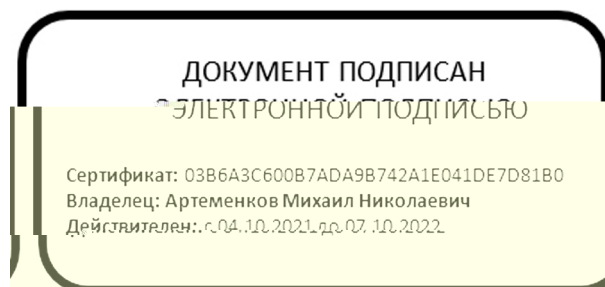 ДОКУМЕНТ ПОДПИСАН
ЭЛЕКТРОННОЙ ПОДПИСЬЮ
Сертификат: 03B6A3C600B7ADA9B742A1E041DE7D81B0
Владелец: Артеменков Михаил Николаевич
Действителен: с 04.10.2021 до 07.10.2022